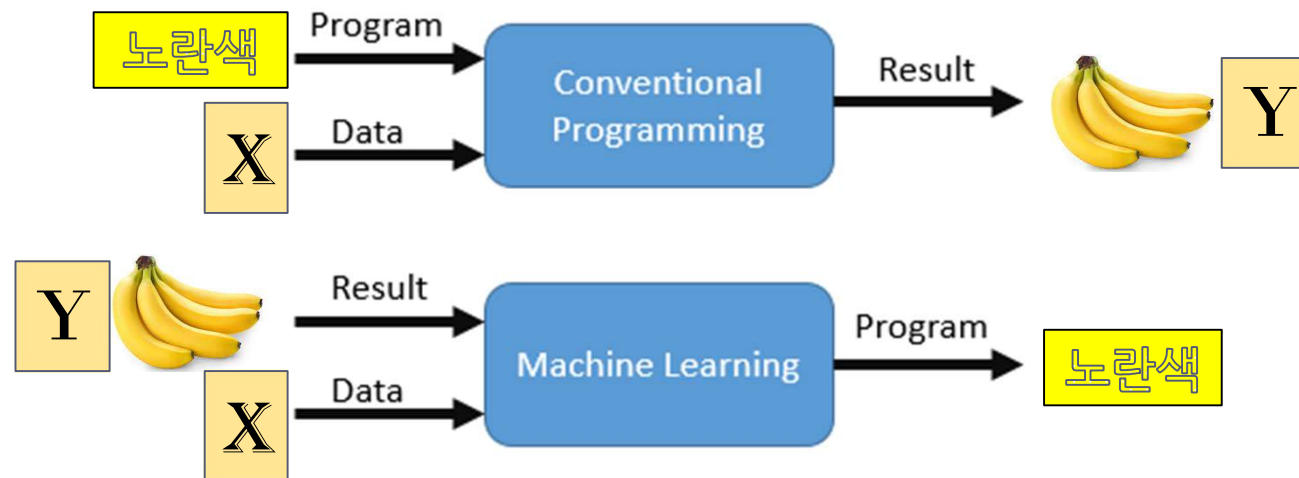 노란색
Program
X
Data
Conventional
Programming
Result
Y
Y
Result
X
Data
Machine Learning
Program
노란색